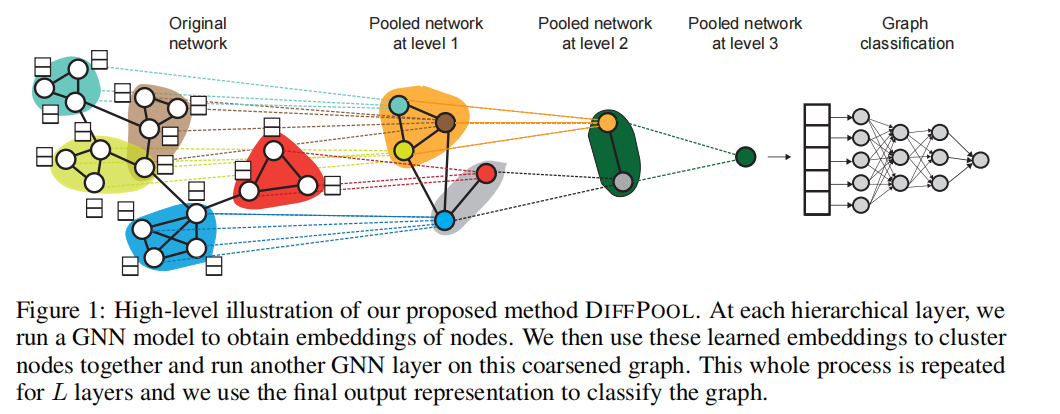 Original
network
Pooled network
at level 1
Pooled network
at level 2
Pooled network
at level 3
Graph
classification
Figure 1: High-level illustration of our proposed method DIFFPOOL. At each hierarchical layer, we
run a GNN model to obtain embeddings of nodes. We then use these learned embeddings to cluster
nodes together and run another GNN layer on this coarsened graph. This whole process is repeated
for L layers and we use the final output representation to classify the graph.